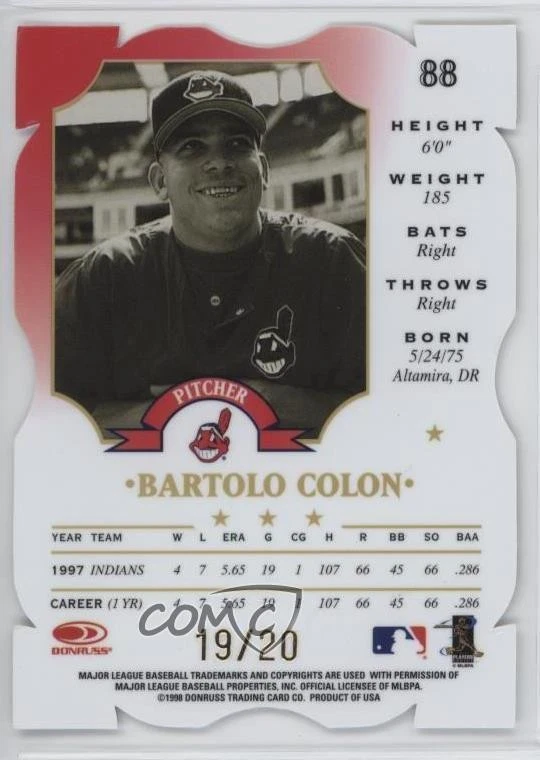 88
HEIGHT
6'0"
WEIGHT
185
BATS
Right
THROWS
Right
BORN
5/24/75
Altamira, DR
PITCHER
•BARTOLO COLON•
YEAR TEAM W L ERA G CG H R BB SO BAA
1997 INDIANS 4 7 5.65 19 1 107 66 45 66 .286
CAREER (1 YR) 4 7 5.65 19 1 107 66 45 66 .286
COMC
19/20
DONRUSS
MAJOR LEAGUE BASEBALL TRADEMARKS AND COPYRIGHTS ARE USED WITH PERMISSION OF
MAJOR LEAGUE BASEBALL PROPERTIES, INC. OFFICIAL LICENSEE OF MLBPA.
©1998 DONRUSS TRADING CARD CO. PRODUCT OF USA
© MLBPA